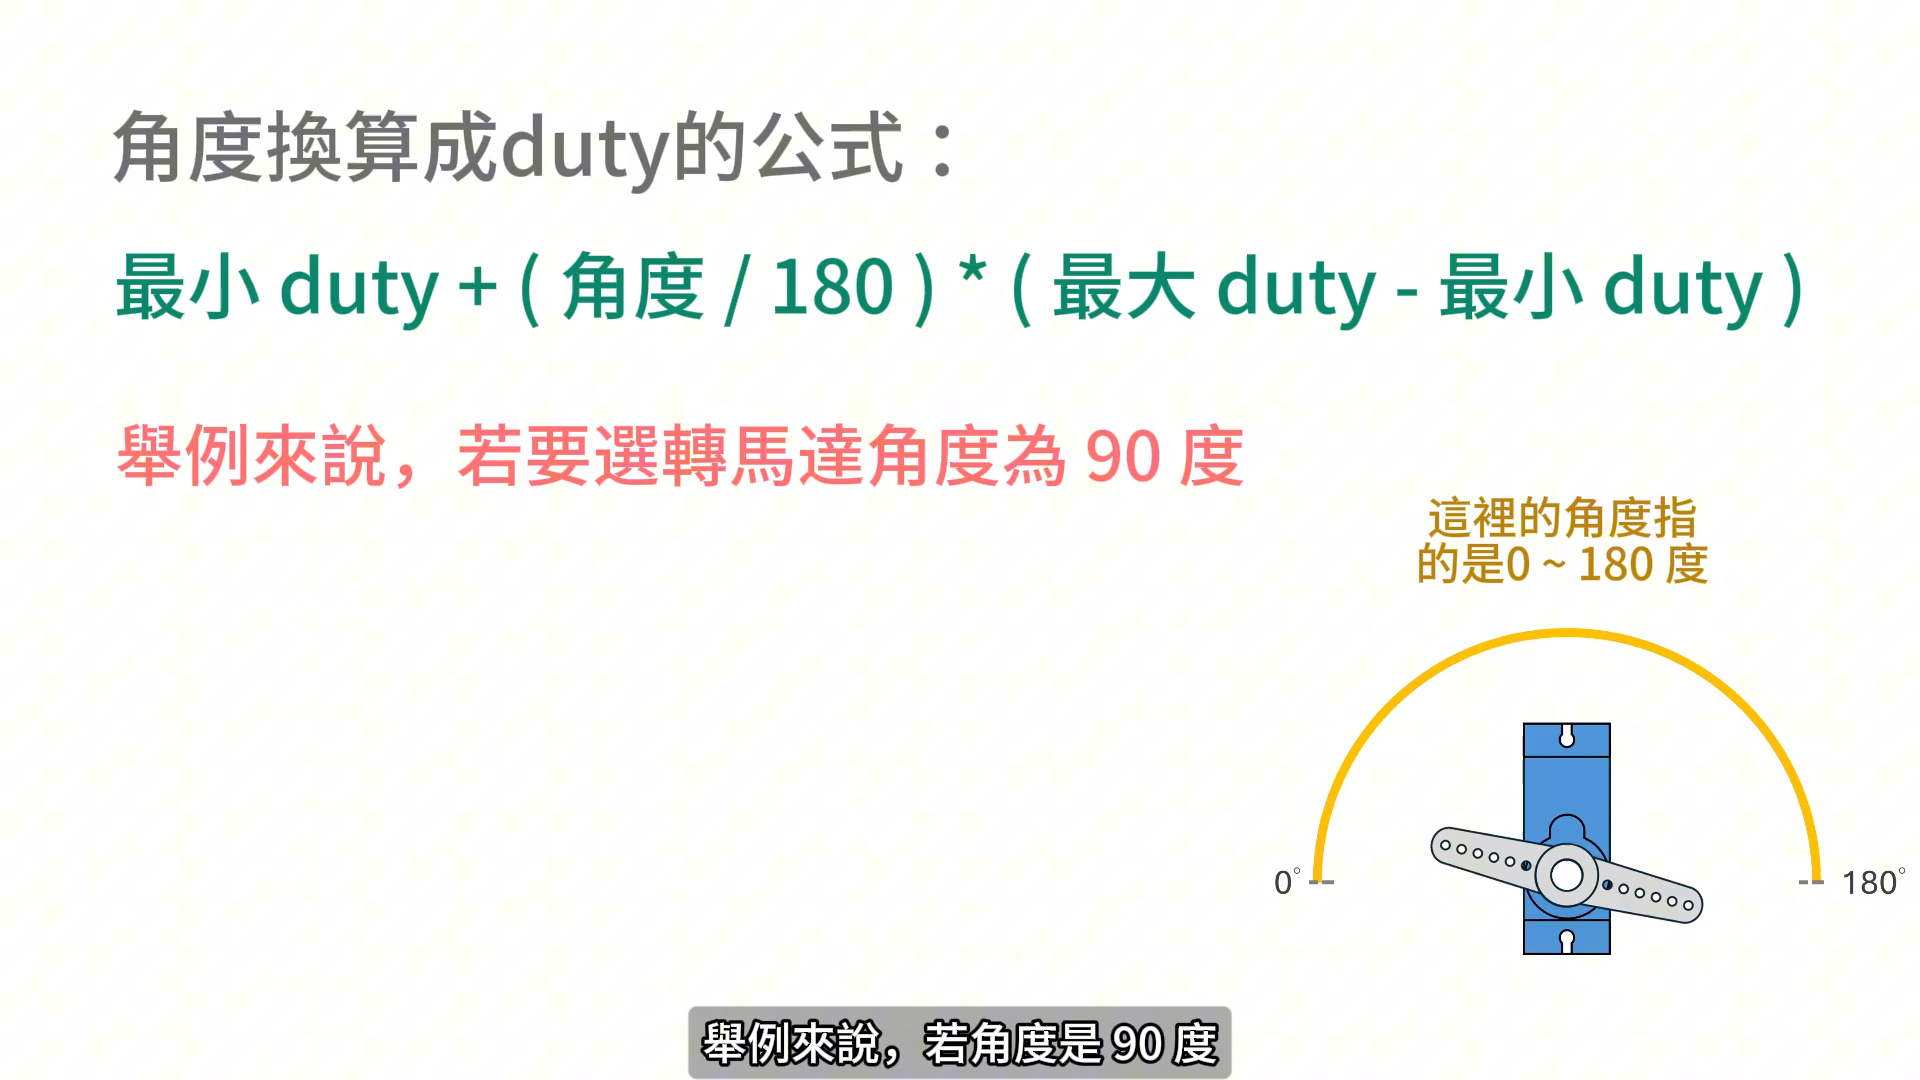 角度換算成duty的公式：
最小 duty + ( 角度 / 180 ) * ( 最大 duty - 最小 duty )
舉例來說，若要選轉馬達角度為 90 度
這裡的角度指
的是0 ~ 180 度
0°
180°
舉例來說，若角度是 90 度